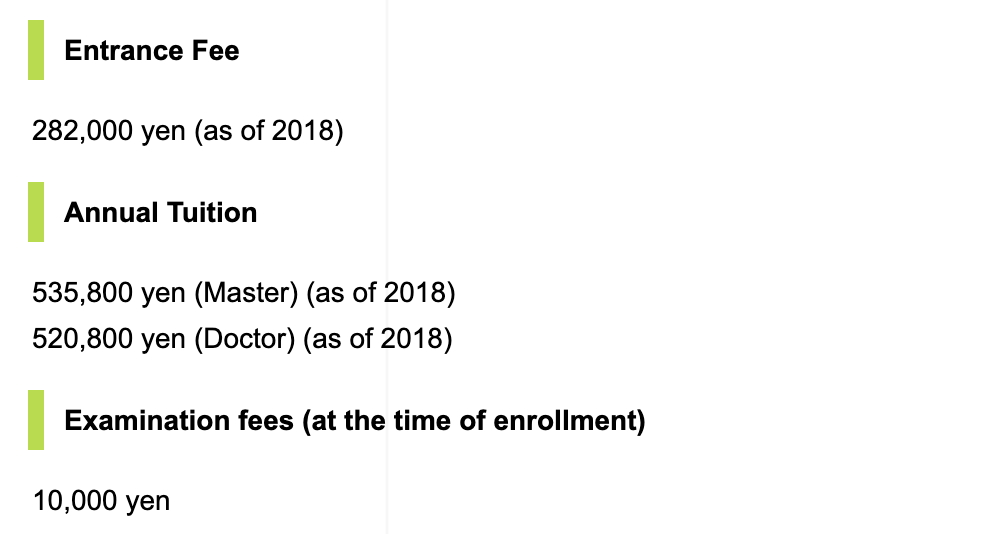 Entrance Fee
282,000 yen (as of 2018)
Annual Tuition
535,800 yen (Master) (as of 2018)
520,800 yen (Doctor) (as of 2018)
Examination fees (at the time of enrollment)
10,000 yen